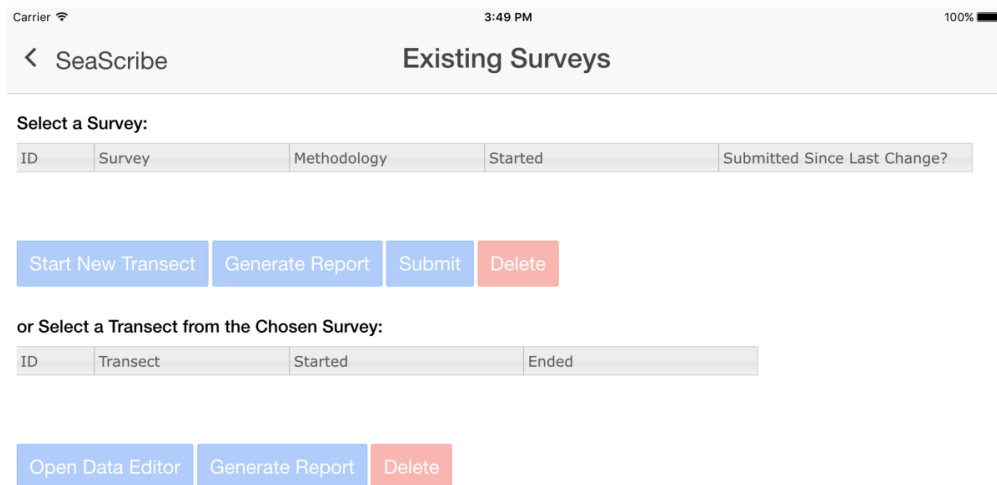 Carrier 3:49 PM 100%
SeaScribe Existing Surveys
Select a Survey:
ID Survey Methodology Started Submitted Since Last Change?
Start New Transect Generate Report Submit Delete
or Select a Transect from the Chosen Survey:
ID Transect Started Ended
Open Data Editor Generate Report Delete